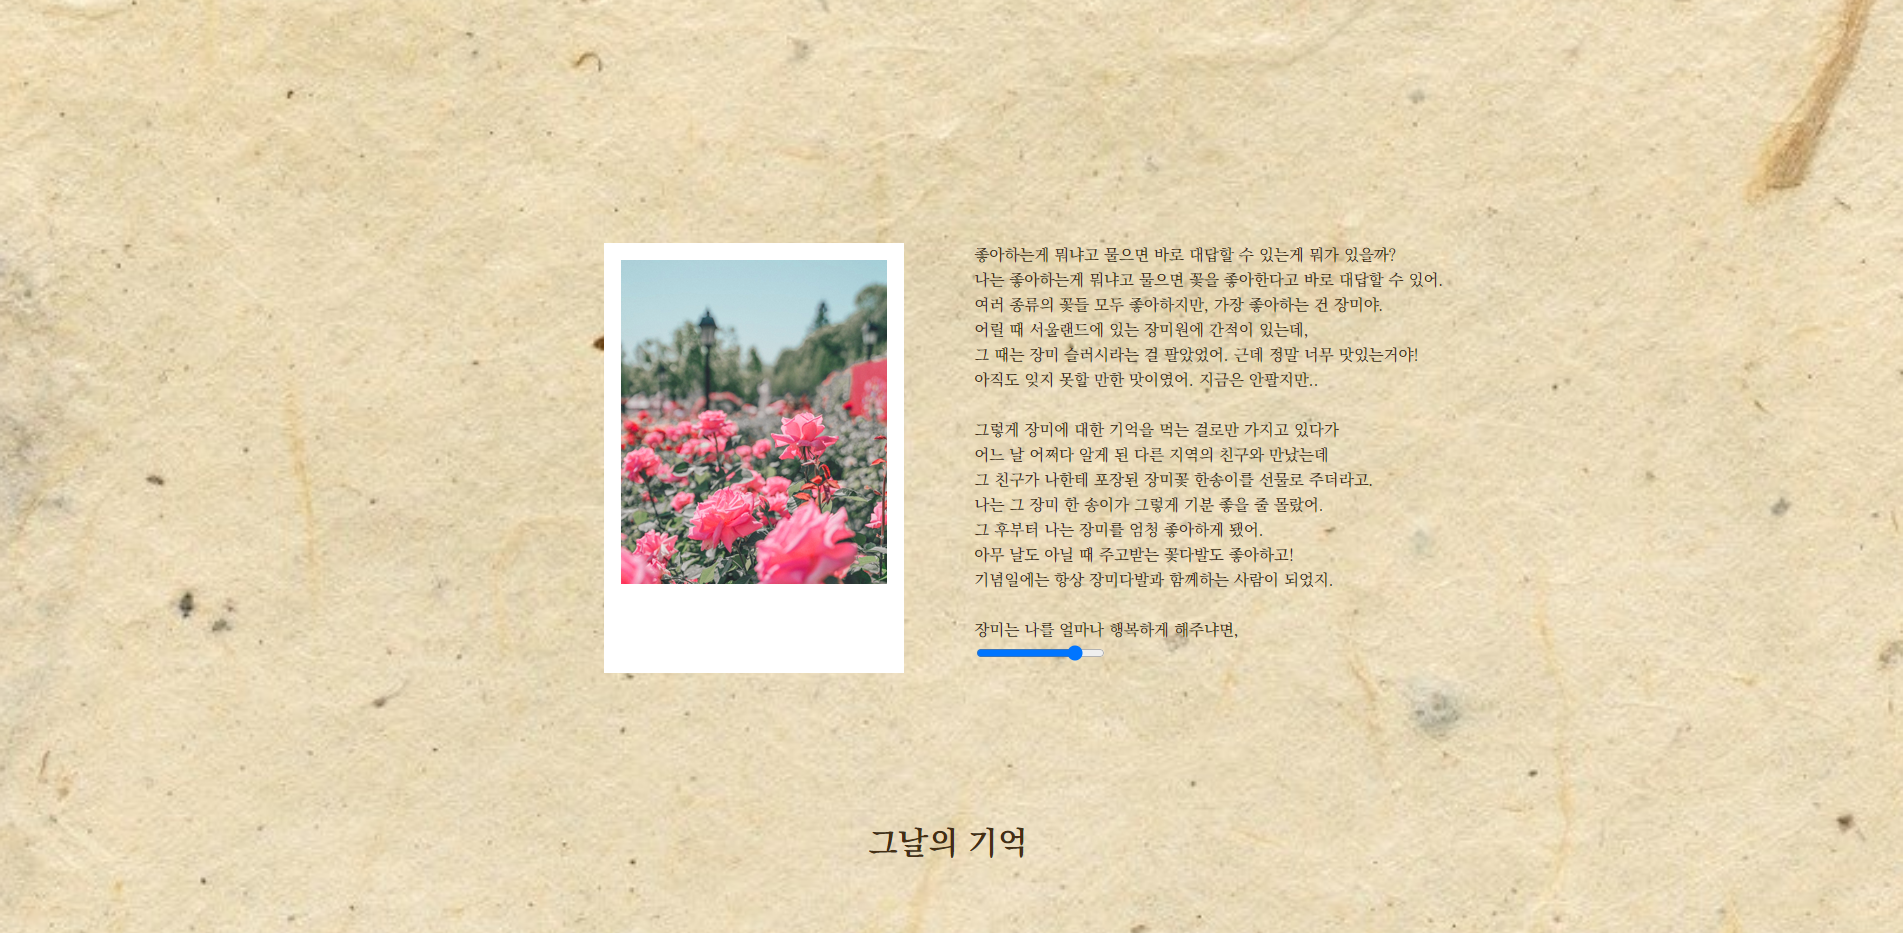 좋아하는게 뭐냐고 물으면 바로 대답할 수 있는게 뭐가 있을까?
나는 좋아하는게 뭐냐고 물으면 꽃을 좋아한다고 바로 대답할 수 있어.
여러 종류의 꽃들 모두 좋아하지만, 가장 좋아하는 건 장미야.
어릴 때 서울랜드에 있는 장미원에 간적이 있는데,
그 때는 장미 슬러시라는 걸 팔았었어. 근데 정말 너무 맛있는거야!
아직도 잊지 못할 만한 맛이였어. 지금은 안팔지만..
그렇게 장미에 대한 기억을 먹는 걸로만 가지고 있다가
어느 날 어쩌다 알게 된 다른 지역의 친구와 만났는데
그 친구가 나한테 포장된 장미꽃 한송이를 선물로 주더라고.
나는 그 장미 한 송이가 그렇게 기분 좋을 줄 몰랐어.
그 후부터 나는 장미를 엄청 좋아하게 됐어.
아무 날도 아닐 때 주고받는 꽃다발도 좋아하고!
기념일에는 항상 장미다발과 함께하는 사람이 되었지.
장미는 나를 얼마나 행복하게 해주냐면,
그날의 기억